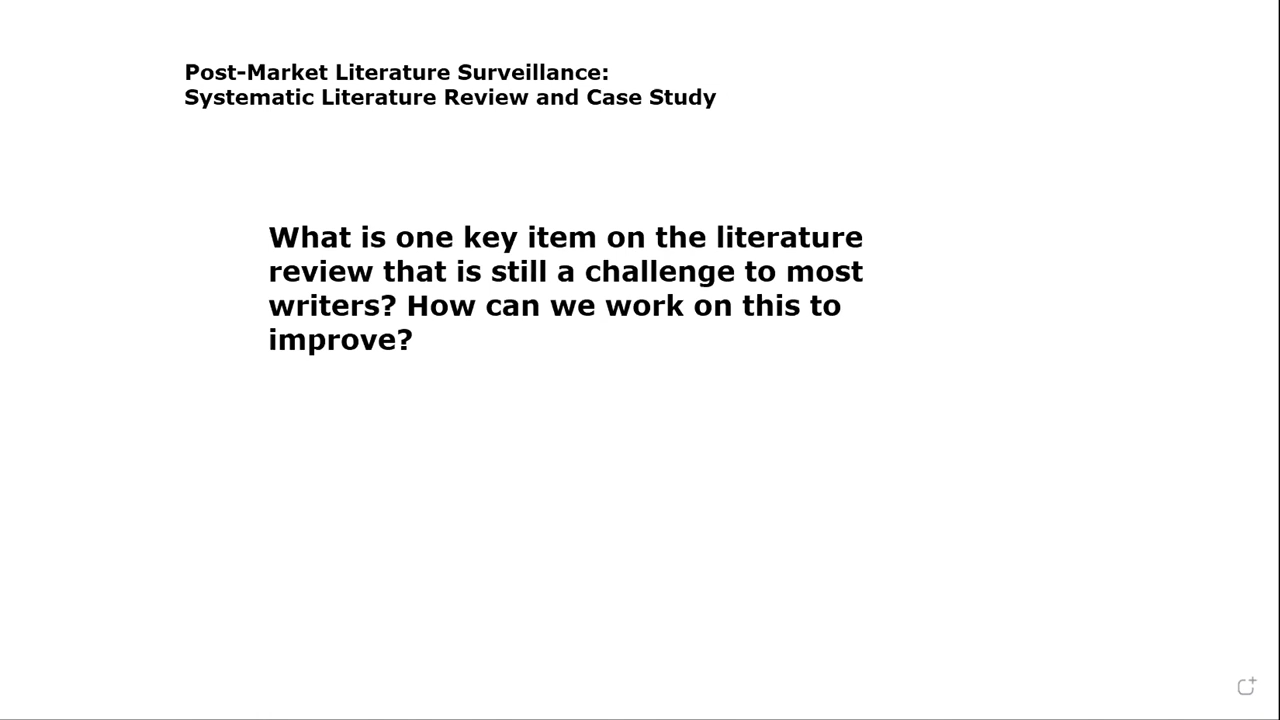 Post-Market Literature Surveillance:
Systematic Literature Review and Case Study
What is one key item on the literature
review that is still a challenge to most
writers? How can we work on this to
improve?